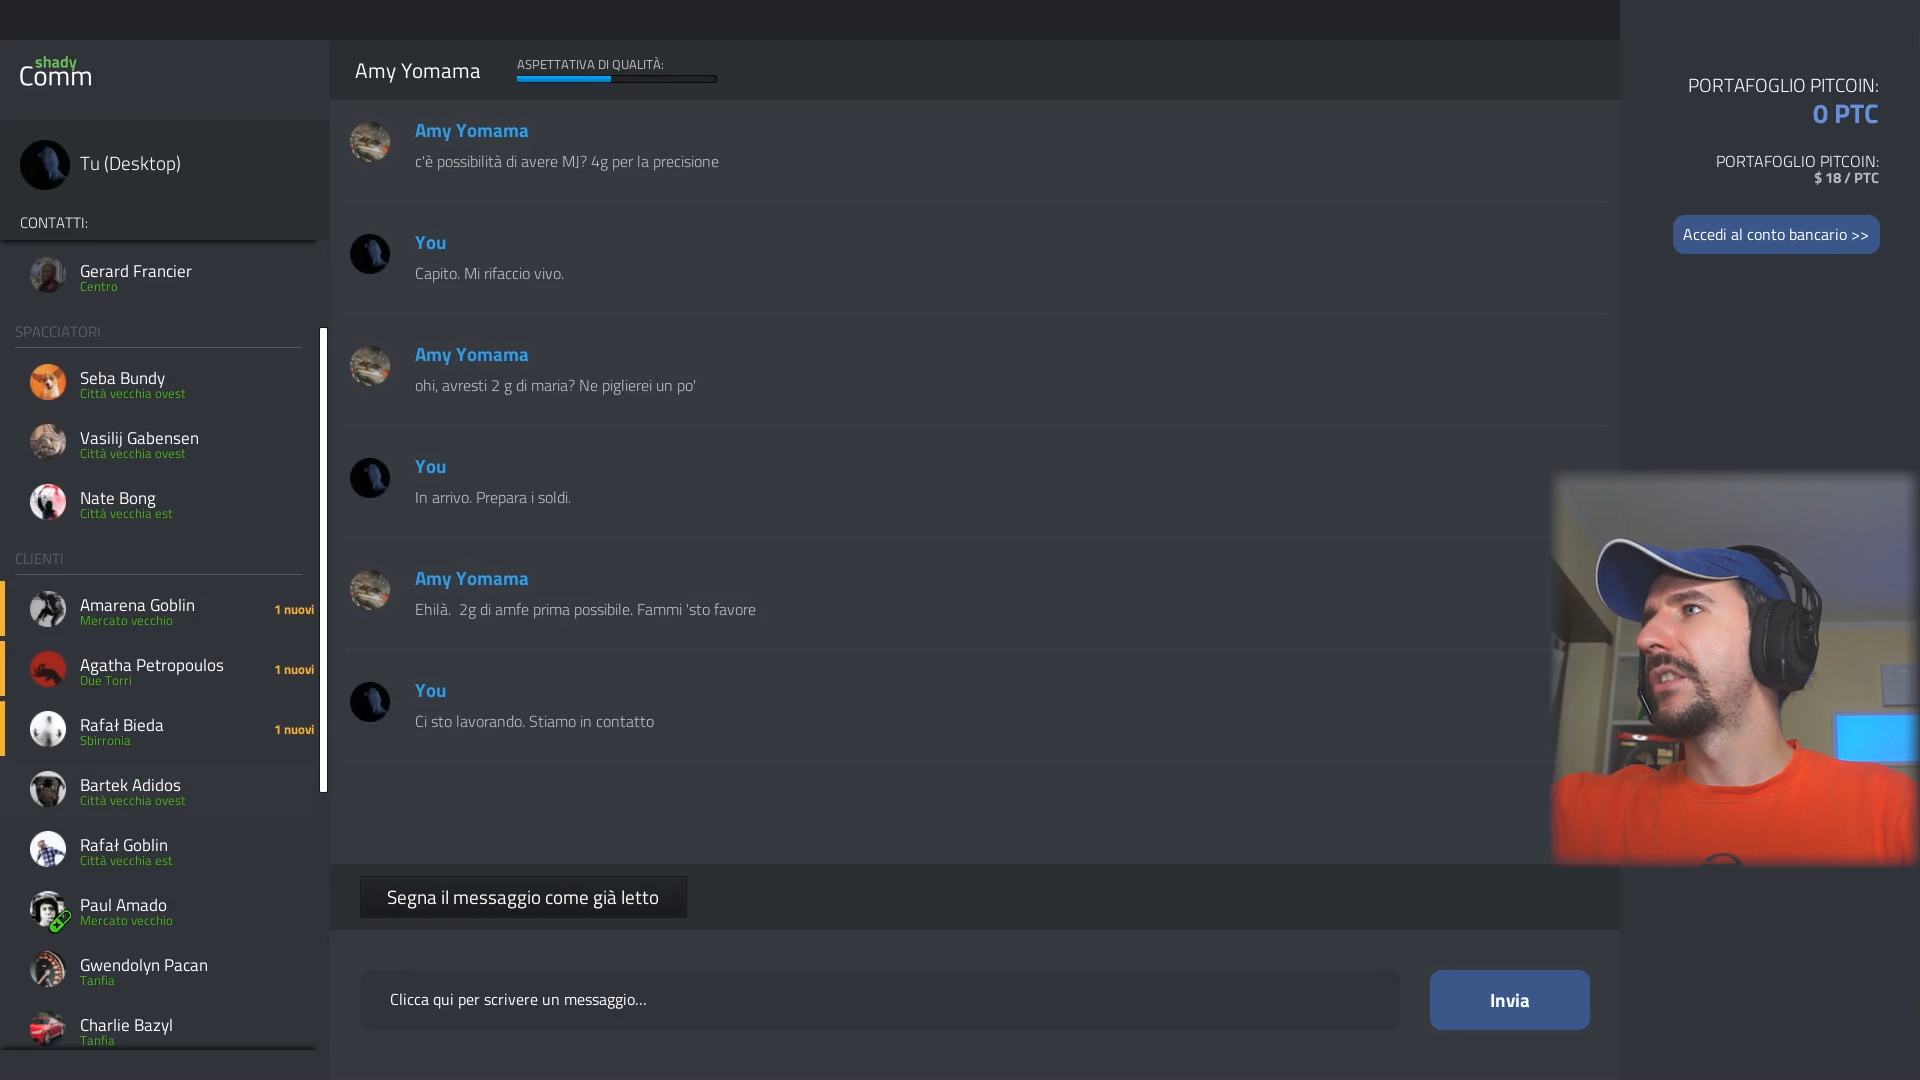 shady
Comm
Tu (Desktop)
CONTATTI:
Gerard Francier
Centro
SPACCIATORI
Seba Bundy
Città vecchia ovest
Vasilij Gabensen
Città vecchia ovest
Nate Bong
Città vecchia est
CLIENTI
Amarena Goblin
Mercato vecchio
1 nuovi
Agatha Petropoulos
Due Torri
1 nuovi
Rafał Bieda
Sbirronia
1 nuovi
Bartek Adidos
Città vecchia ovest
Rafał Goblin
Città vecchia est
Paul Amado
Mercato vecchio
Gwendolyn Pacan
Tanfia
Charlie Bazyl
Tanfia
Amy Yomama
ASPETTATIVA DI QUALITÀ:
Amy Yomama
c'è possibilità di avere MJ? 4g per la precisione
You
Capito. Mi rifaccio vivo.
Amy Yomama
ohi, avresti 2 g di maria? Ne piglierei un po'
You
In arrivo. Prepara i soldi.
Amy Yomama
Ehilà.  2g di amfe prima possibile. Fammi 'sto favore
You
Ci sto lavorando. Stiamo in contatto
Segna il messaggio come già letto
Clicca qui per scrivere un messaggio...
Invia
PORTAFOGLIO PITCOIN:
0 PTC
PORTAFOGLIO PITCOIN:
$ 18 / PTC
Accedi al conto bancario >>